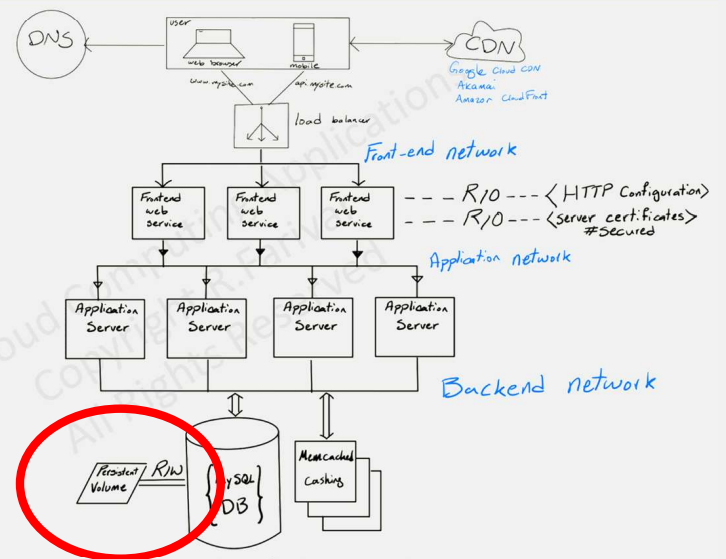 DNS
user
web browser
mobile
www.mysite.com
api.mysite.com
CDN
Google Cloud CDN
Akamai
Amazon CloudFront
load balancer
Front-end network
Frontend
web
service
Frontend
web
service
Frontend
web
service
R/O
<HTTP Configuration>
R/O
<server certificates>
#secured
Application network
Application
Server
Application
Server
Application
Server
Application
Server
Backend network
Persistent
Volume
R/W
{MySQL}
DB
Memcached
Cashing
Cloud Computing Applications
Copyright R.Farivar
All Rights Reserved